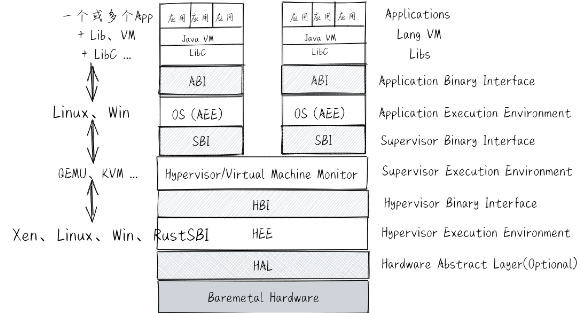 一个或多个App
+ Lib、VM
+ LibC ...
Linux、Win
QEMU、KVM ...
Xen、Linux、Win、RustSBI
应用 应用 应用
Java VM
LibC
ABI
OS (AEE)
SBI
应用 应用 应用
Java VM
LibC
ABI
OS (AEE)
SBI
Hypervisor/Virtual Machine Monitor
HBI
HEE
HAL
Baremetal Hardware
Applications
Lang VM
Libs
Application Binary Interface
Application Execution Environment
Supervisor Binary Interface
Supervisor Execution Environment
Hypervisor Binary Interface
Hypervisor Execution Environment
Hardware Abstract Layer(Optional)